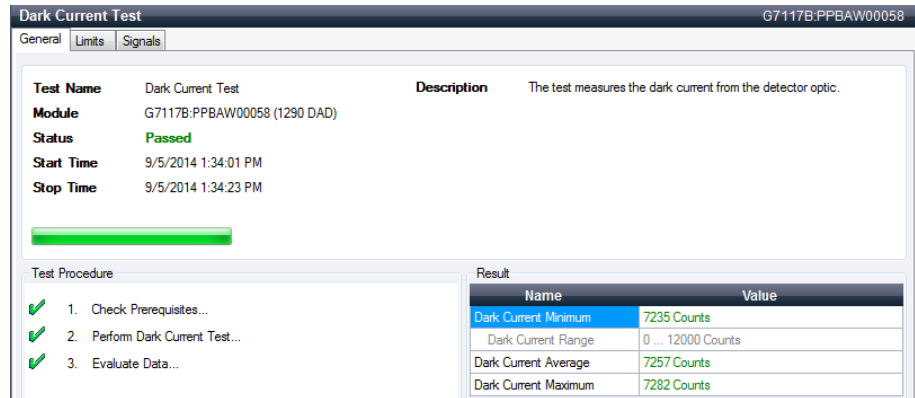 Dark Current Test G7117B:PPBAW00058
General Limits Signals
Test Name Dark Current Test Description The test measures the dark current from the detector optic.
Module G7117B:PPBAW00058 (1290 DAD)
Status Passed
Start Time 9/5/2014 1:34:01 PM
Stop Time 9/5/2014 1:34:23 PM
Test Procedure
1. Check Prerequisites...
2. Perform Dark Current Test...
3. Evaluate Data...
Result
Name Value
Dark Current Minimum 7235 Counts
Dark Current Range 0 ... 12000 Counts
Dark Current Average 7257 Counts
Dark Current Maximum 7282 Counts